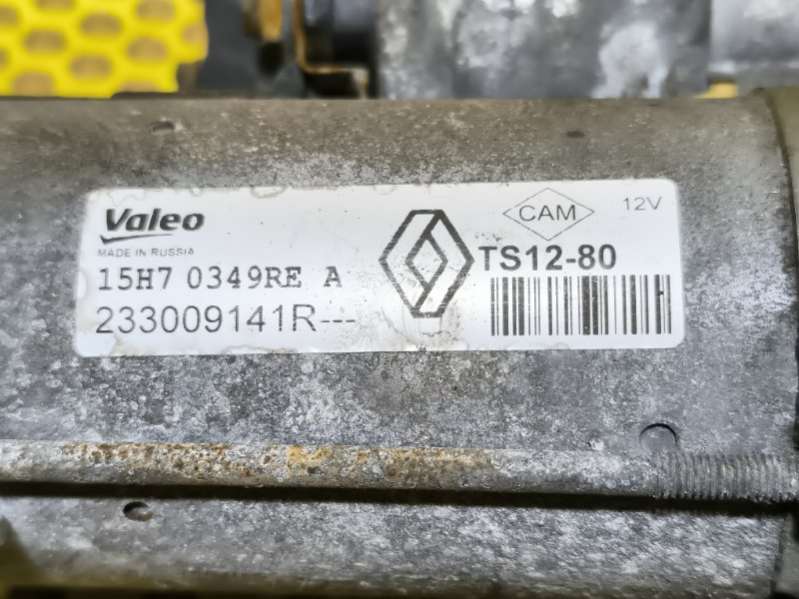 Valeo
MADE IN RUSSIA
15H7 0349RE A
233009141R---
CAM
12V
TS12-80